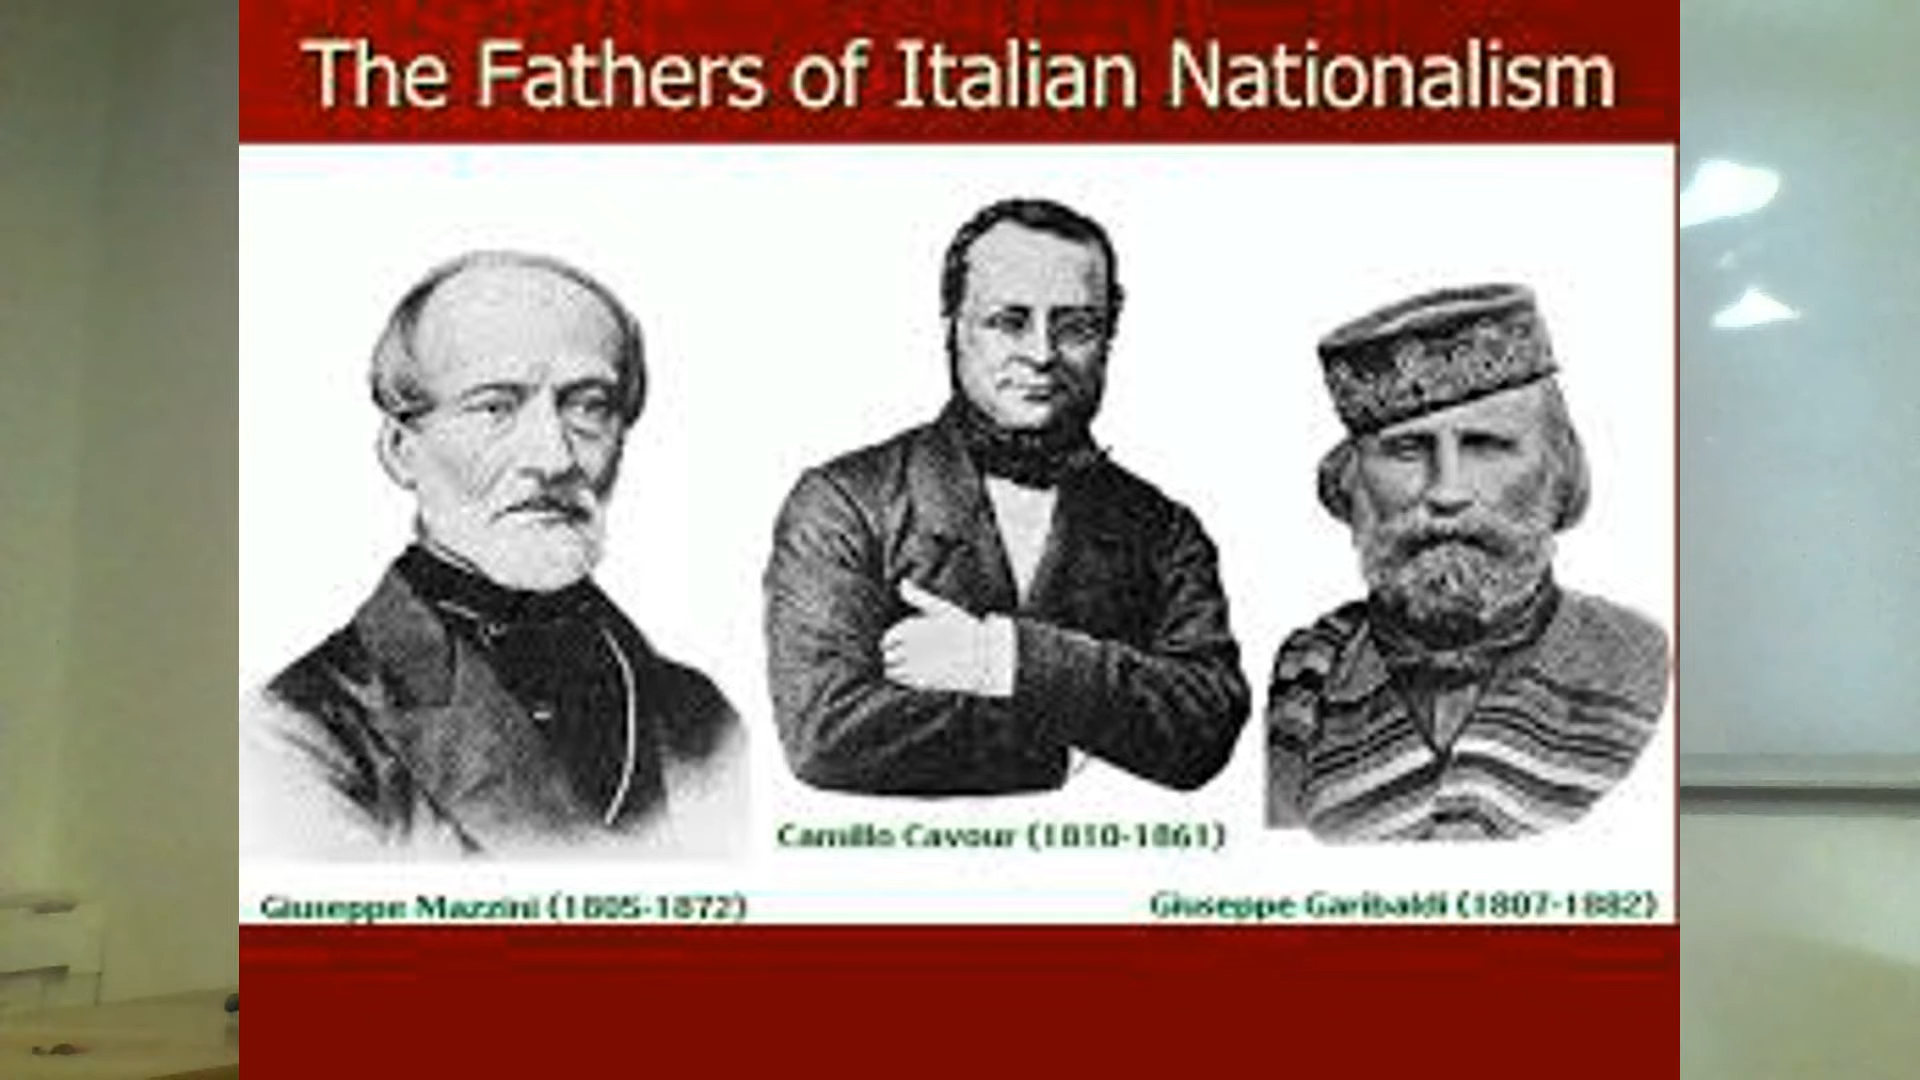 The Fathers of Italian Nationalism
Camillo Cavour (1810-1861)
Giuseppe Mazzini (1805-1872)
Giuseppe Garibaldi (1807-1882)